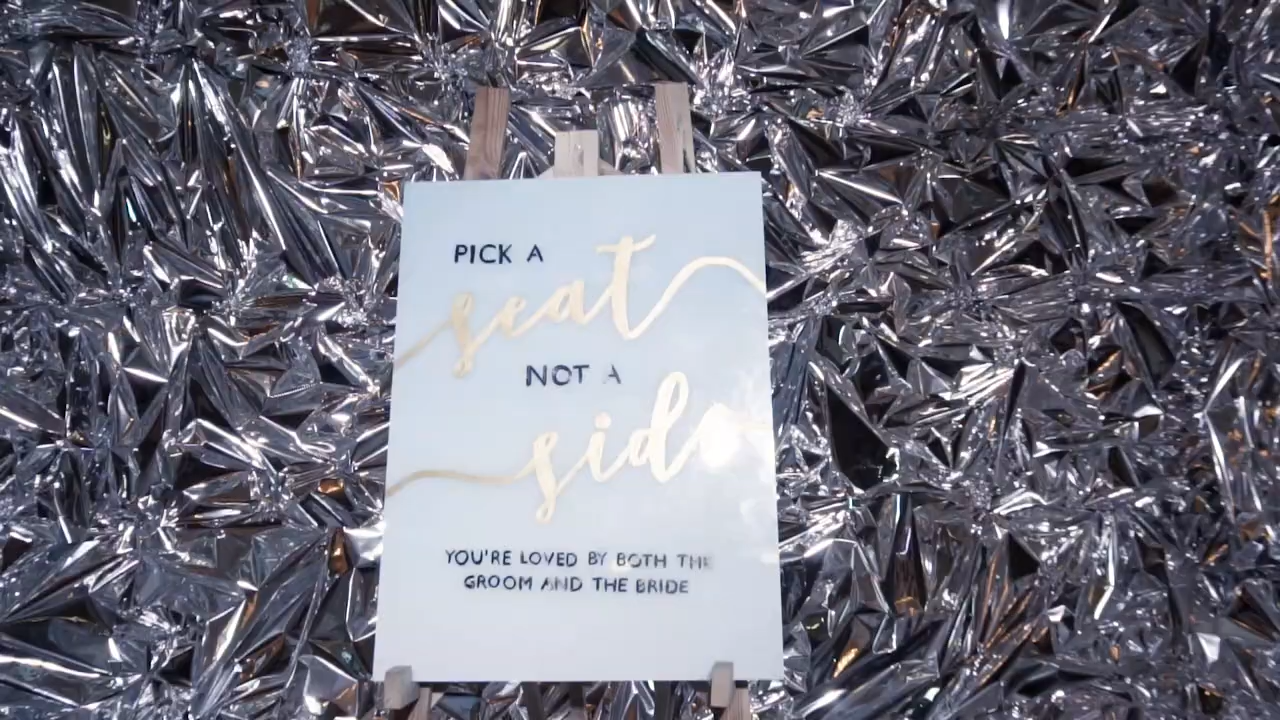 PICK A
seat
NOT A
side
YOU'RE LOVED BY BOTH THE
GROOM AND THE BRIDE